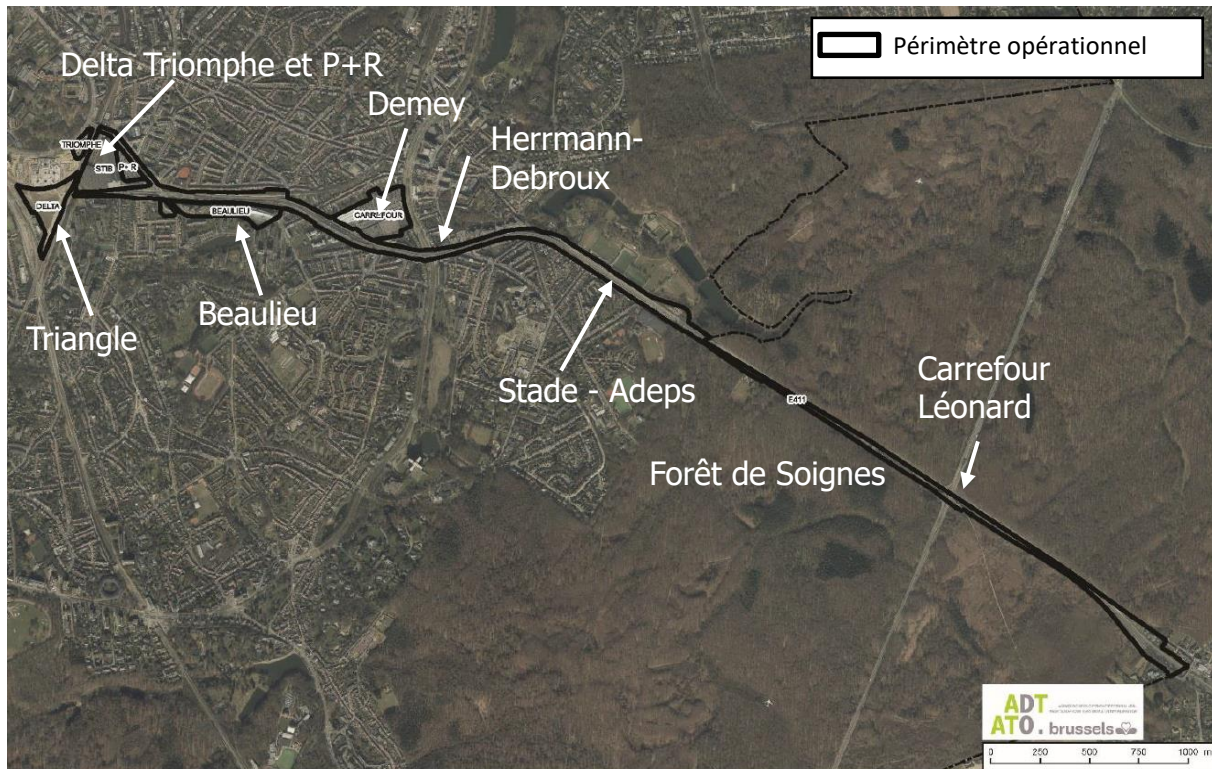 Périmètre opérationnel
Delta Triomphe et P+R
Demey
Herrmann-
Debroux
TRIOMPHE
STIB
P+R
DELTA
BEAULIEU
CARREFOUR
Triangle
Beaulieu
Stade - Adeps
Carrefour
Léonard
E411
Forêt de Soignes
ADT
ATO. brussels
0 250 500 750 1000 m